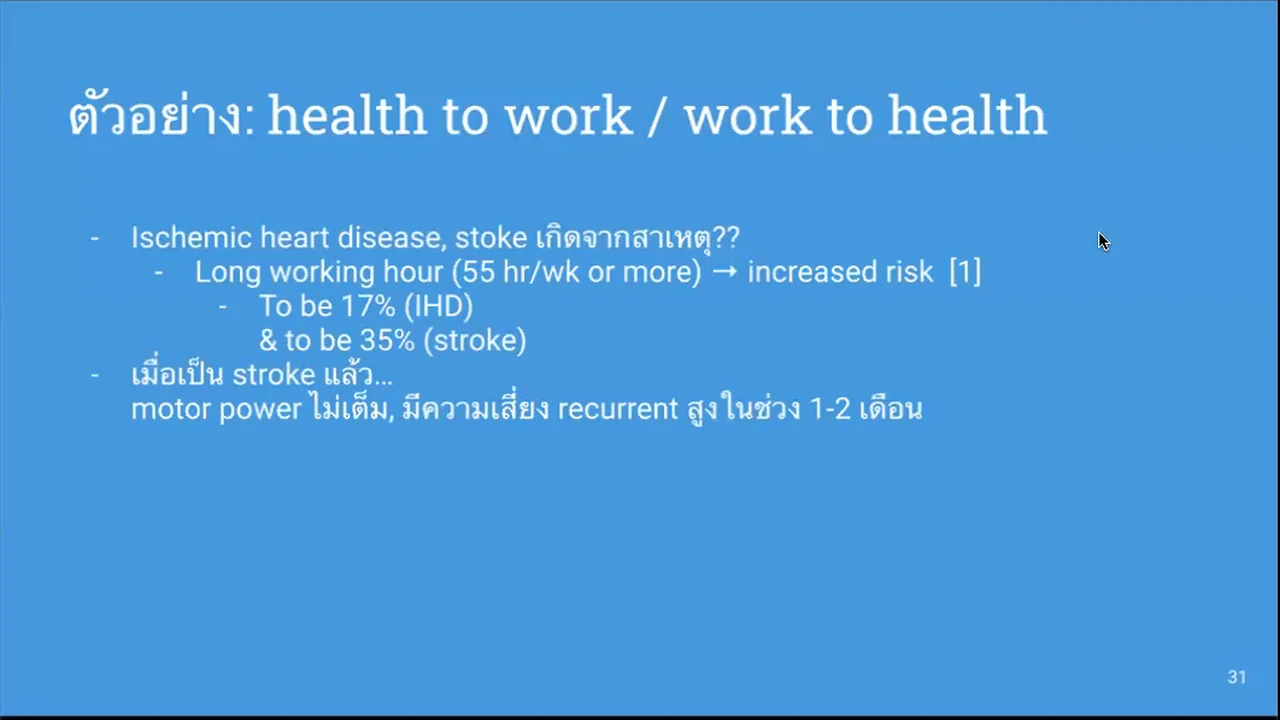 ตัวอย่าง: health to work / work to health
- Ischemic heart disease, stoke เกิดจากสาเหตุ??
- Long working hour (55 hr/wk or more) → increased risk [1]
- To be 17% (IHD)
& to be 35% (stroke)
- เมื่อเป็น stroke แล้ว...
motor power ไม่เต็ม, มีความเสี่ยง recurrent สูงในช่วง 1-2 เดือน
31